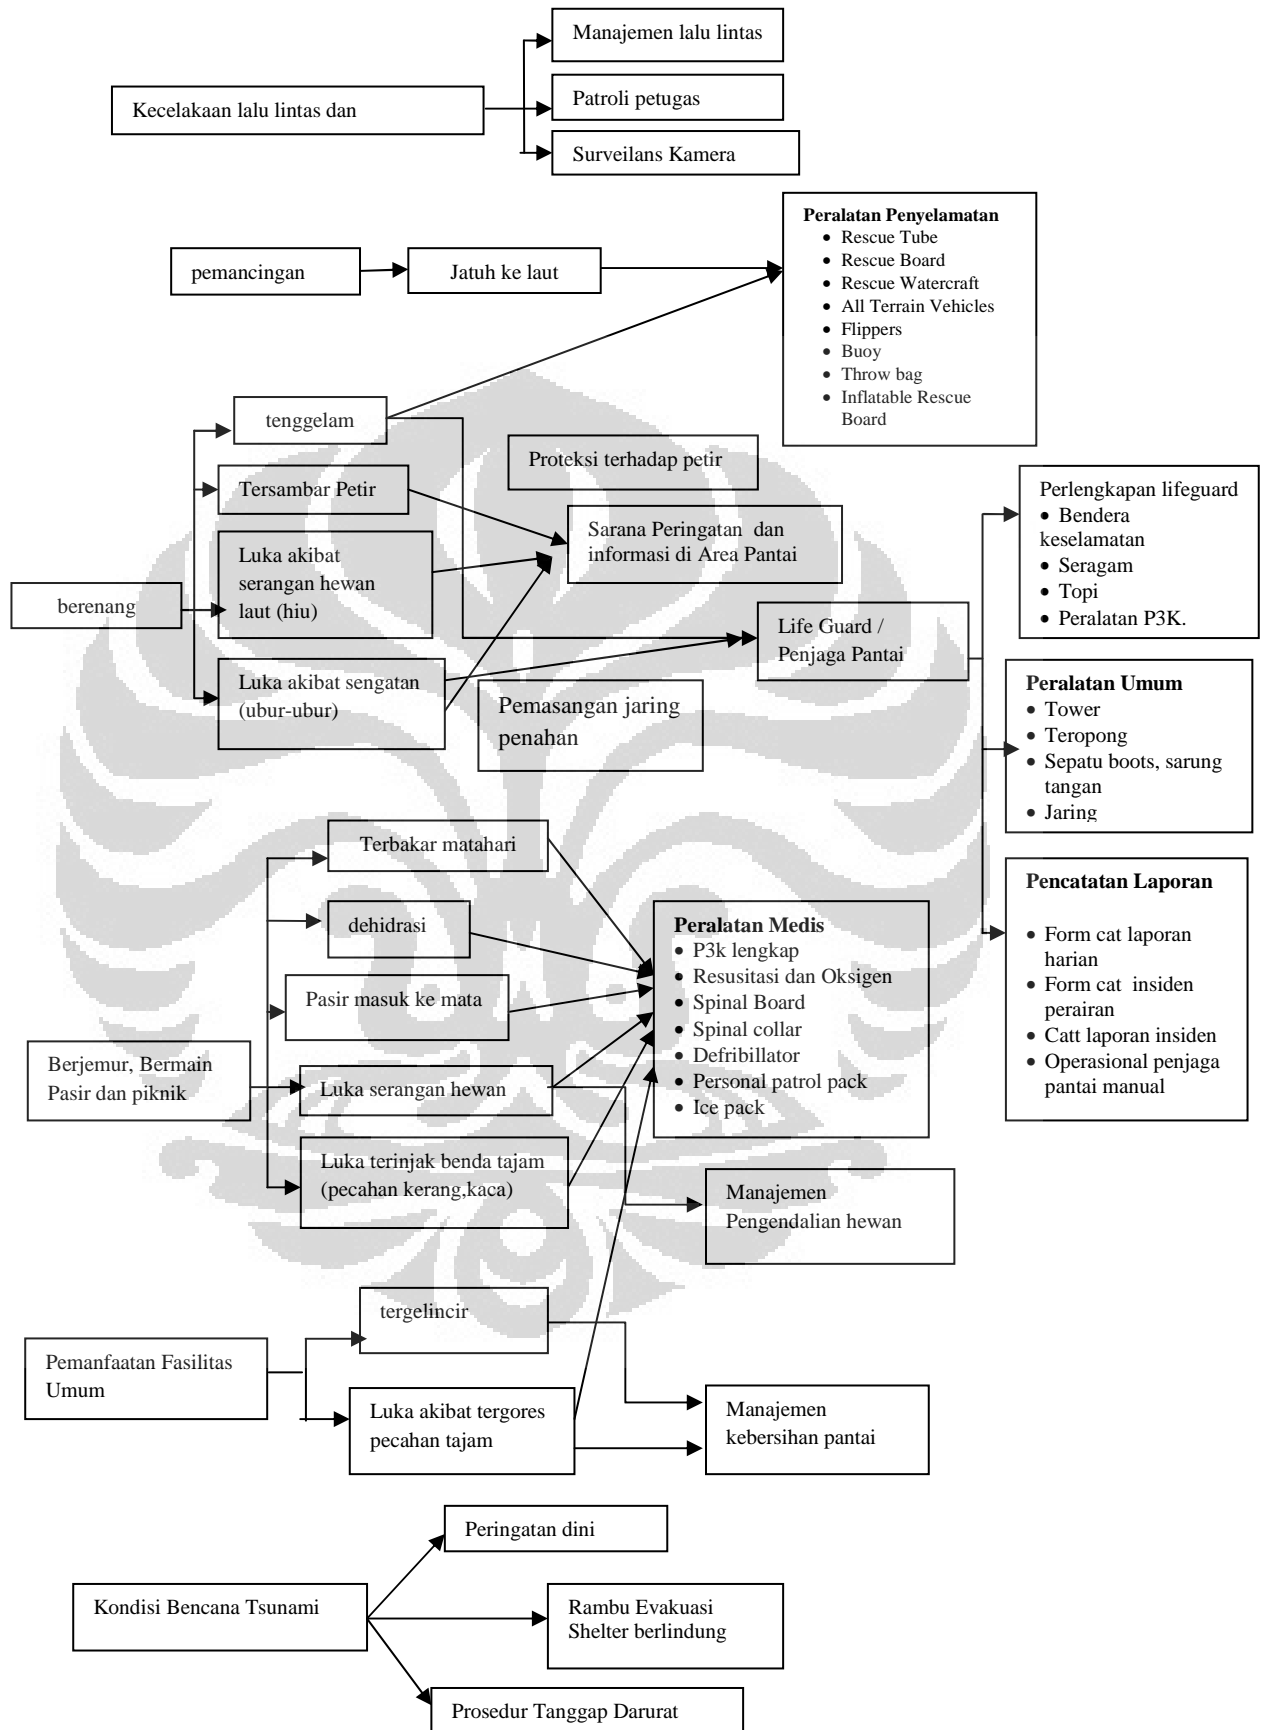 Manajemen lalu lintas
Kecelakaan lalu lintas dan
Patroli petugas
Surveilans Kamera
Peralatan Penyelamatan
• Rescue Tube
• Rescue Board
• Rescue Watercraft
• All Terrain Vehicles
• Flippers
• Buoy
• Throw bag
• Inflatable Rescue
Board
pemancingan
Jatuh ke laut
tenggelam
Tersambar Petir
Luka akibat
serangan hewan
laut (hiu)
berenang
Luka akibat sengatan
(ubur-ubur)
Proteksi terhadap petir
Sarana Peringatan  dan
informasi di Area Pantai
Life Guard /
Penjaga Pantai
Pemasangan jaring
penahan
Perlengkapan lifeguard
• Bendera
keselamatan
• Seragam
• Topi
• Peralatan P3K.
Peralatan Umum
• Tower
• Teropong
• Sepatu boots, sarung
tangan
• Jaring
Pencatatan Laporan
• Form cat laporan
harian
• Form cat  insiden
perairan
• Catt laporan insiden
• Operasional penjaga
pantai manual
Terbakar matahari
dehidrasi
Pasir masuk ke mata
Berjemur, Bermain
Pasir dan piknik
Luka serangan hewan
Luka terinjak benda tajam
(pecahan kerang,kaca)
Peralatan Medis
• P3k lengkap
• Resusitasi dan Oksigen
• Spinal Board
• Spinal collar
• Defribillator
• Personal patrol pack
• Ice pack
Manajemen
Pengendalian hewan
tergelincir
Pemanfaatan Fasilitas
Umum
Luka akibat tergores
pecahan tajam
Manajemen
kebersihan pantai
Peringatan dini
Kondisi Bencana Tsunami
Rambu Evakuasi
Shelter berlindung
Prosedur Tanggap Darurat